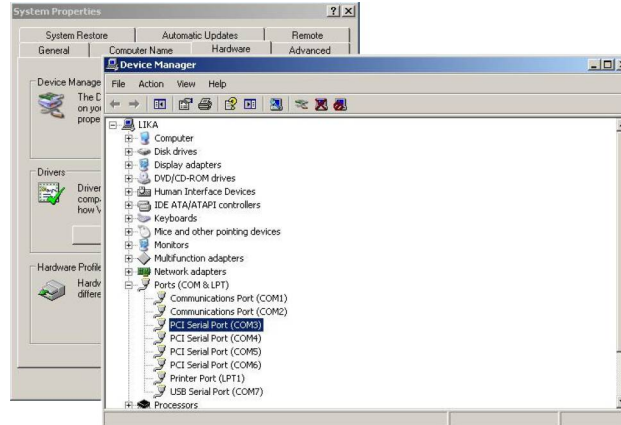 System Properties
System Restore Automatic Updates Remote
General Computer Name Hardware Advanced
Device Manage
The D
on you
prope
Drivers
Driver
comp
how
Hardware Profile
Hardw
differe
Device Manager
File Action View Help
LIKA
Computer
Disk drives
Display adapters
DVD/CD-ROM drives
Human Interface Devices
IDE ATA/ATAPI controllers
Keyboards
Mice and other pointing devices
Monitors
Multifunction adapters
Network adapters
Ports (COM & LPT)
Communications Port (COM1)
Communications Port (COM2)
PCI Serial Port (COM3)
PCI Serial Port (COM4)
PCI Serial Port (COM5)
PCI Serial Port (COM6)
Printer Port (LPT1)
USB Serial Port (COM7)
Processors